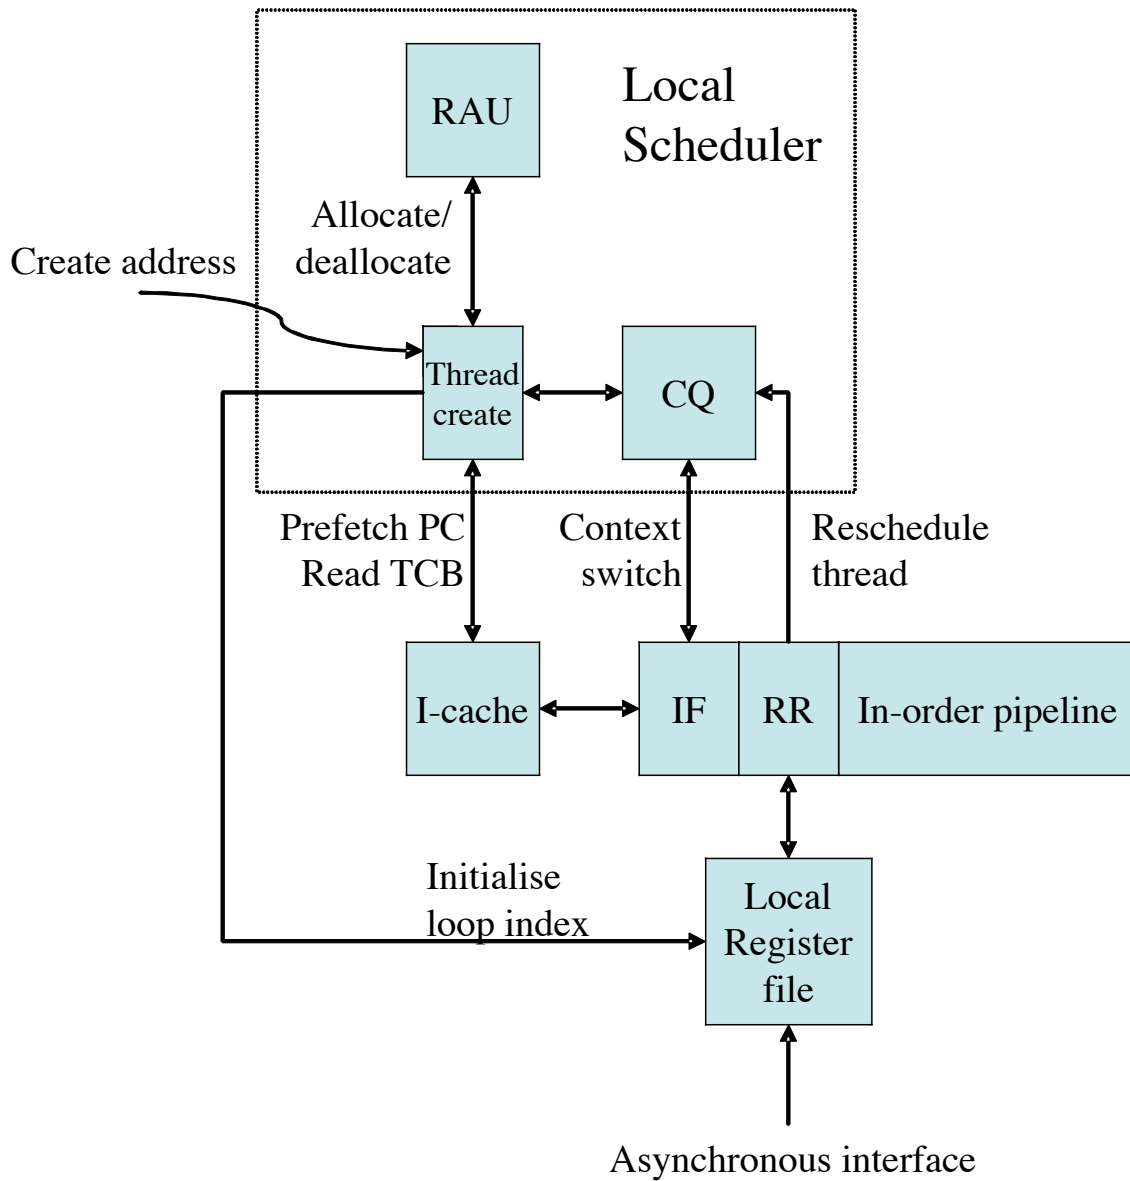 RAU
Local
Scheduler
Allocate/
deallocate
Create address
Thread
create
CQ
Prefetch PC
Read TCB
Context
switch
Reschedule
thread
I-cache
IF
RR
In-order pipeline
Initialise
loop index
Local
Register
file
Asynchronous interface